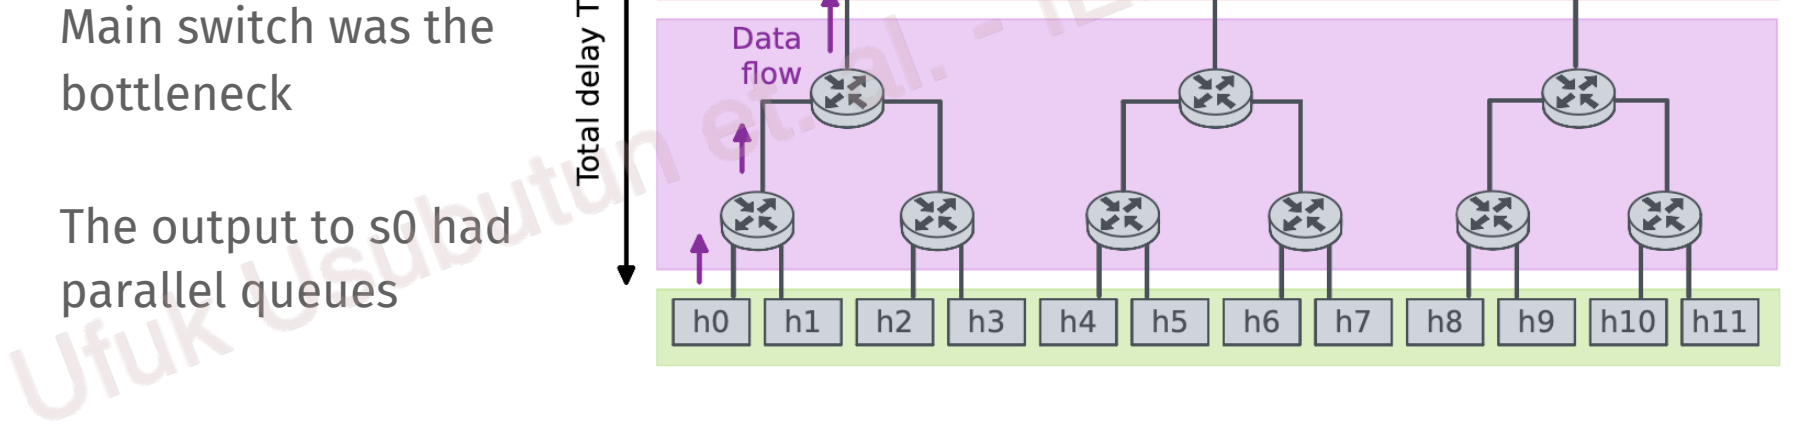 Main switch was the
bottleneck
The output to s0 had
parallel queues
Total delay T
Data
flow
h0 h1 h2 h3 h4 h5 h6 h7 h8 h9 h10 h11
Ufuk Usubutun et. al. - IE